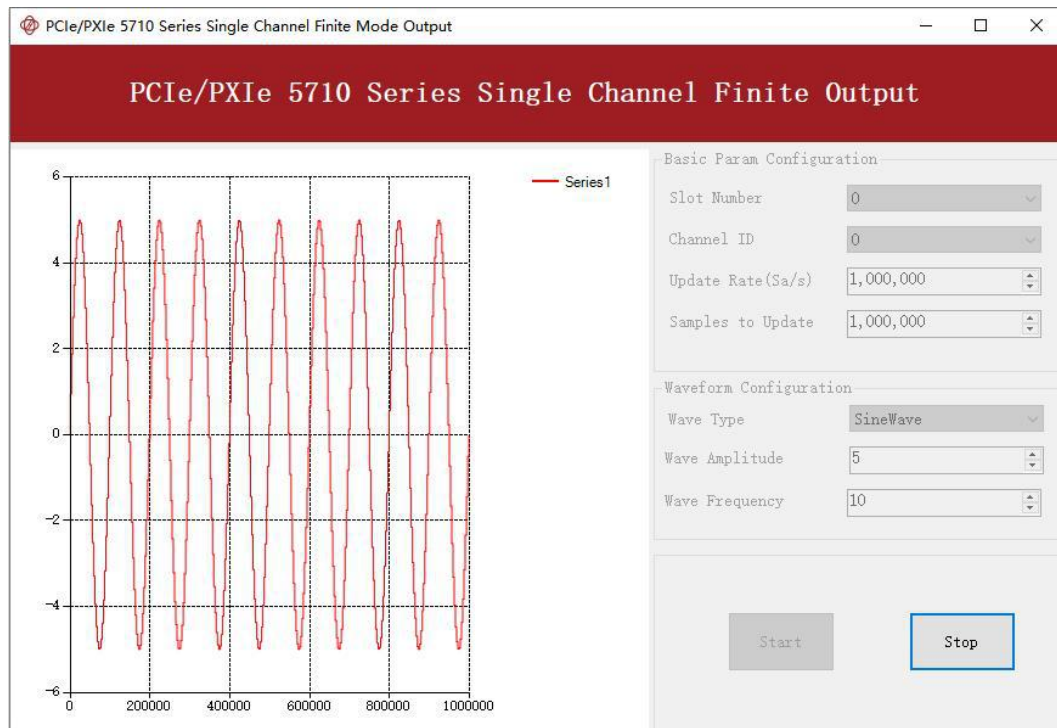 PCIe/PXIe 5710 Series Single Channel Finite Mode Output
PCIe/PXIe 5710 Series Single Channel Finite Output
6
4
2
0
-2
-4
-6
0 200000 400000 600000 800000 1000000
Series1
Basic Param Configuration
Slot Number 0
Channel ID 0
Update Rate(Sa/s) 1,000,000
Samples to Update 1,000,000
Waveform Configuration
Wave Type SineWave
Wave Amplitude 5
Wave Frequency 10
Start Stop